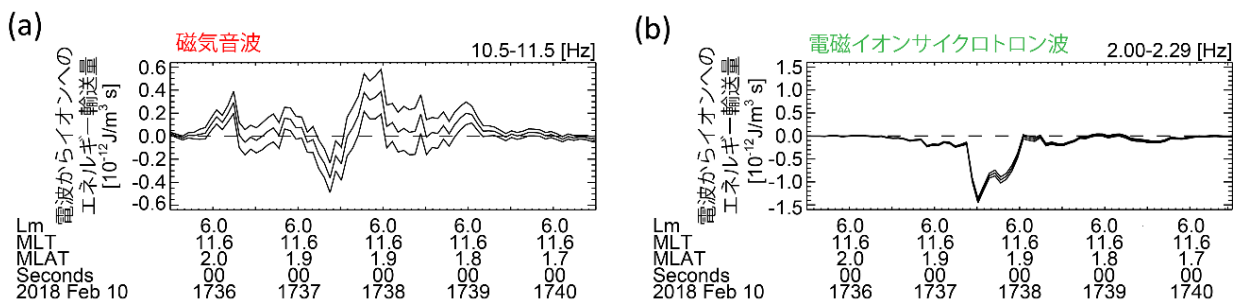 (a)
磁気音波
10.5-11.5 [Hz]
電波からイオンへの
エネルギー輸送量
[10⁻¹²J/m³ s]
0.6
0.4
0.2
0.0
-0.2
-0.4
-0.6
Lm 6.0 6.0 6.0 6.0 6.0
MLT 11.6 11.6 11.6 11.6 11.6
MLAT 2.0 1.9 1.9 1.8 1.7
Seconds 00 00 00 00 00
2018 Feb 10 1736 1737 1738 1739 1740
(b)
電磁イオンサイクロトロン波
2.00-2.29 [Hz]
電波からイオンへの
エネルギー輸送量
[10⁻¹²J/m³ s]
1.5
1.0
0.5
0.0
-0.5
-1.0
-1.5
Lm 6.0 6.0 6.0 6.0 6.0
MLT 11.6 11.6 11.6 11.6 11.6
MLAT 2.0 1.9 1.9 1.8 1.7
Seconds 00 00 00 00 00
2018 Feb 10 1736 1737 1738 1739 1740